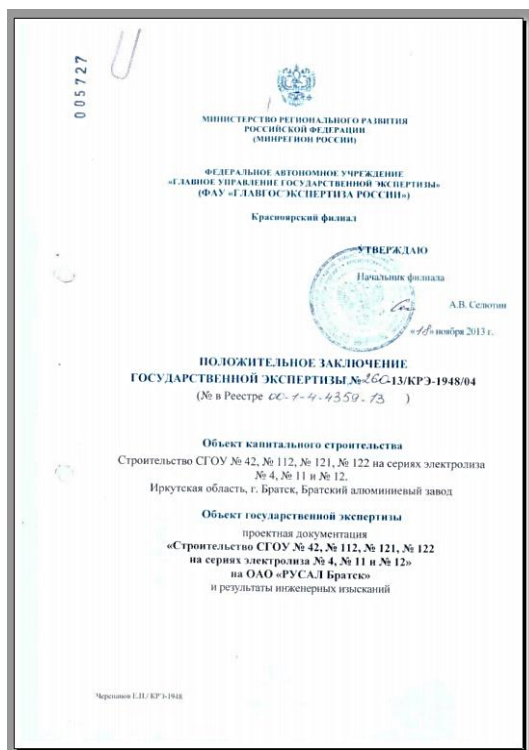 005727
МИНИСТЕРСТВО РЕГИОНАЛЬНОГО РАЗВИТИЯ
РОССИЙСКОЙ ФЕДЕРАЦИИ
(МИНРЕГИОН РОССИИ)
ФЕДЕРАЛЬНОЕ АВТОНОМНОЕ УЧРЕЖДЕНИЕ
«ГЛАВНОЕ УПРАВЛЕНИЕ ГОСУДАРСТВЕННОЙ ЭКСПЕРТИЗЫ»
(ФАУ «ГЛАВГОСЭКСПЕРТИЗА РОССИИ»)
Красноярский филиал
УТВЕРЖДАЮ
Начальник филиала
А.В. Селютин
«18» ноября 2013 г.
ПОЛОЖИТЕЛЬНОЕ ЗАКЛЮЧЕНИЕ
ГОСУДАРСТВЕННОЙ ЭКСПЕРТИЗЫ №260-13/КРЭ-1948/04
(№ в Реестре 00-1-4-4359-13 )
Объект капитального строительства
Строительство СГОУ № 42, № 112, № 121, № 122 на сериях электролиза
№ 4, № 11 и № 12.
Иркутская область, г. Братск, Братский алюминиевый завод
Объект государственной экспертизы
проектная документация
«Строительство СГОУ № 42, № 112, № 121, № 122
на сериях электролиза № 4, № 11 и № 12»
на ОАО «РУСАЛ Братск»
и результаты инженерных изысканий
Черепанов Е.П./ КРЭ-1948